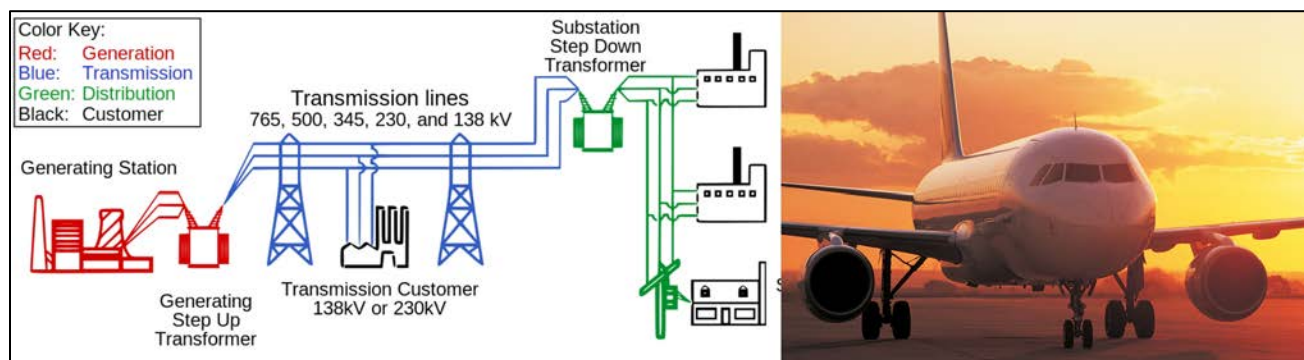 Color Key:
Red: Generation
Blue: Transmission
Green: Distribution
Black: Customer
Generating Station
Generating
Step Up
Transformer
Transmission lines
765, 500, 345, 230, and 138 kV
Transmission Customer
138kV or 230kV
Substation
Step Down
Transformer
S